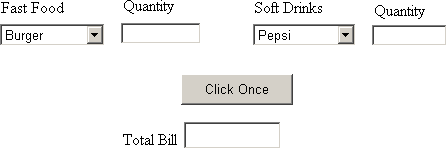 Fast Food Quantity Soft Drinks Quantity
Burger Pepsi
Click Once
Total Bill